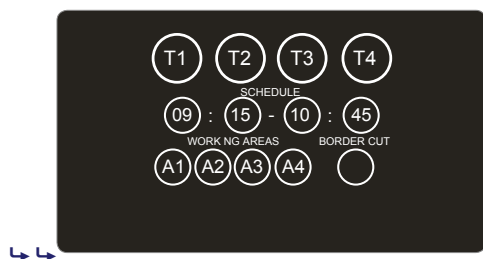 T1 T2 T3 T4
SCHEDULE
09 : 15 - 10 : 45
WORK NG AREAS BORDER CUT
A1 A2 A3 A4